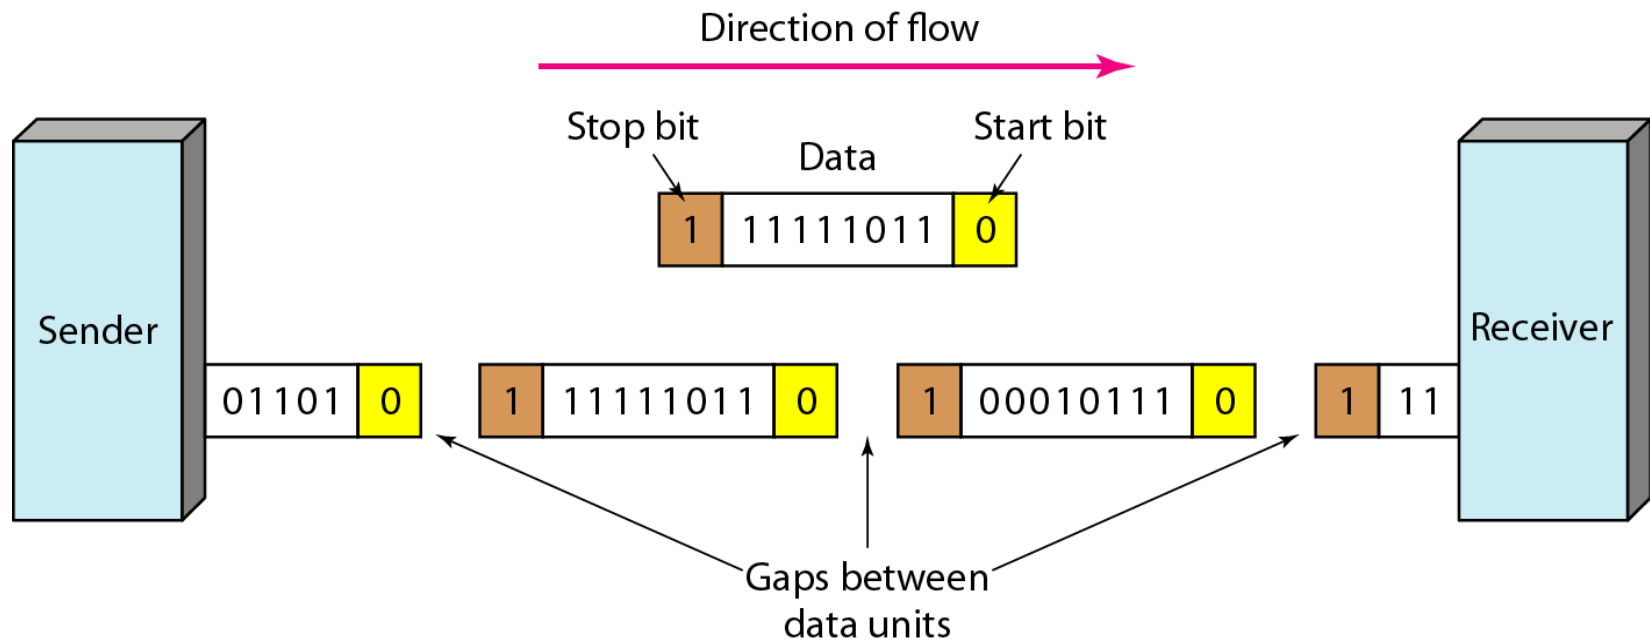 Direction of flow
Stop bit
Start bit
Data
1 11111011 0
Sender
Receiver
01101 0 1 11111011 0 1 00010111 0 1 11
Gaps between
data units